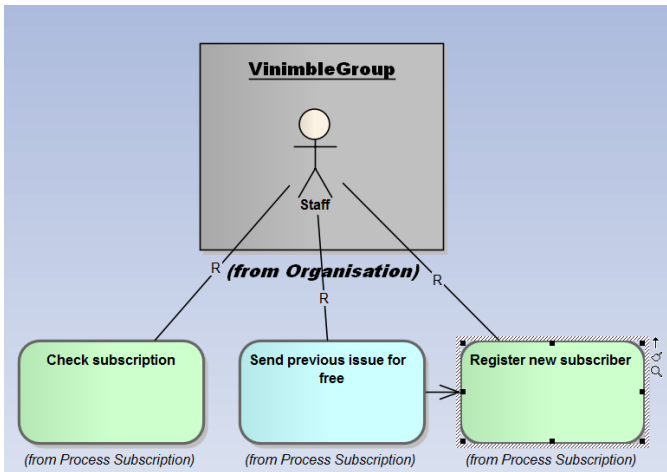 VinimbleGroup
Staff
(from Organisation)
R
R
R
Check subscription
Send previous issue for
free
Register new subscriber
(from Process Subscription)
(from Process Subscription)
(from Process Subscription)